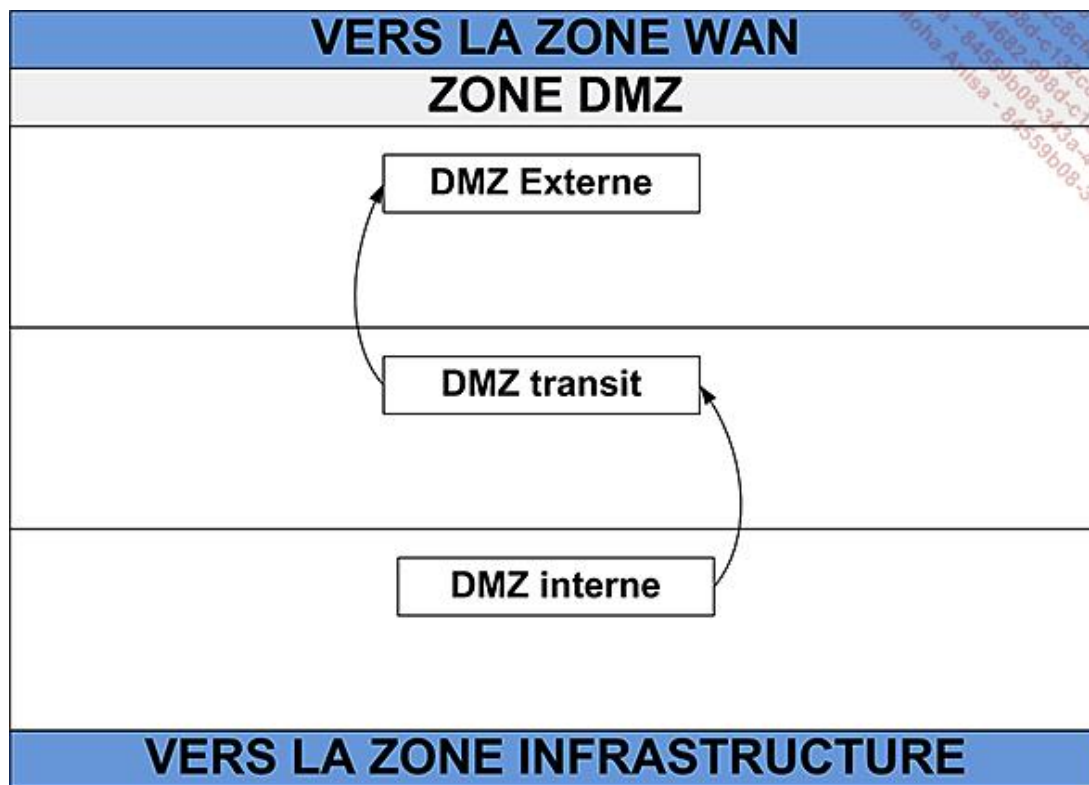 VERS LA ZONE WAN
ZONE DMZ
DMZ Externe
DMZ transit
DMZ interne
VERS LA ZONE INFRASTRUCTURE